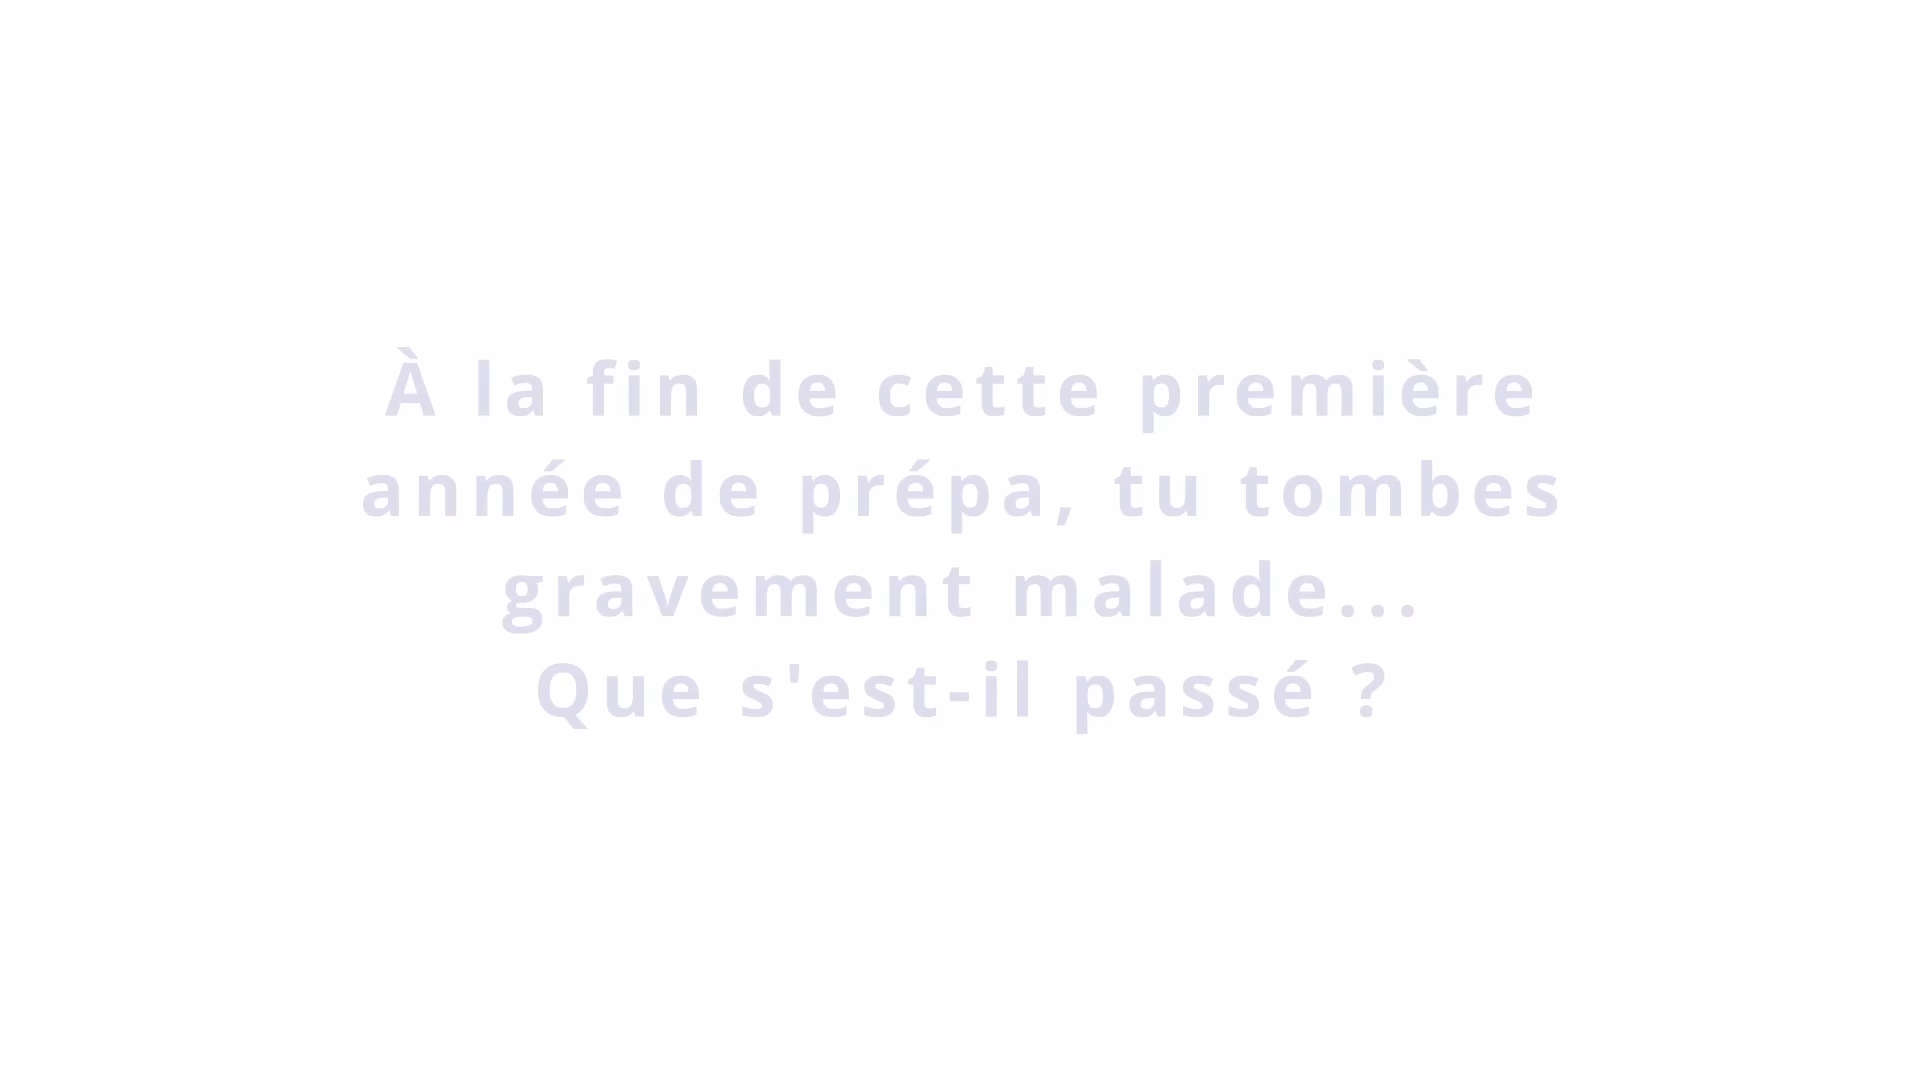 À la fin de cette première
année de prépa, tu tombes
gravement malade...
Que s'est-il passé ?